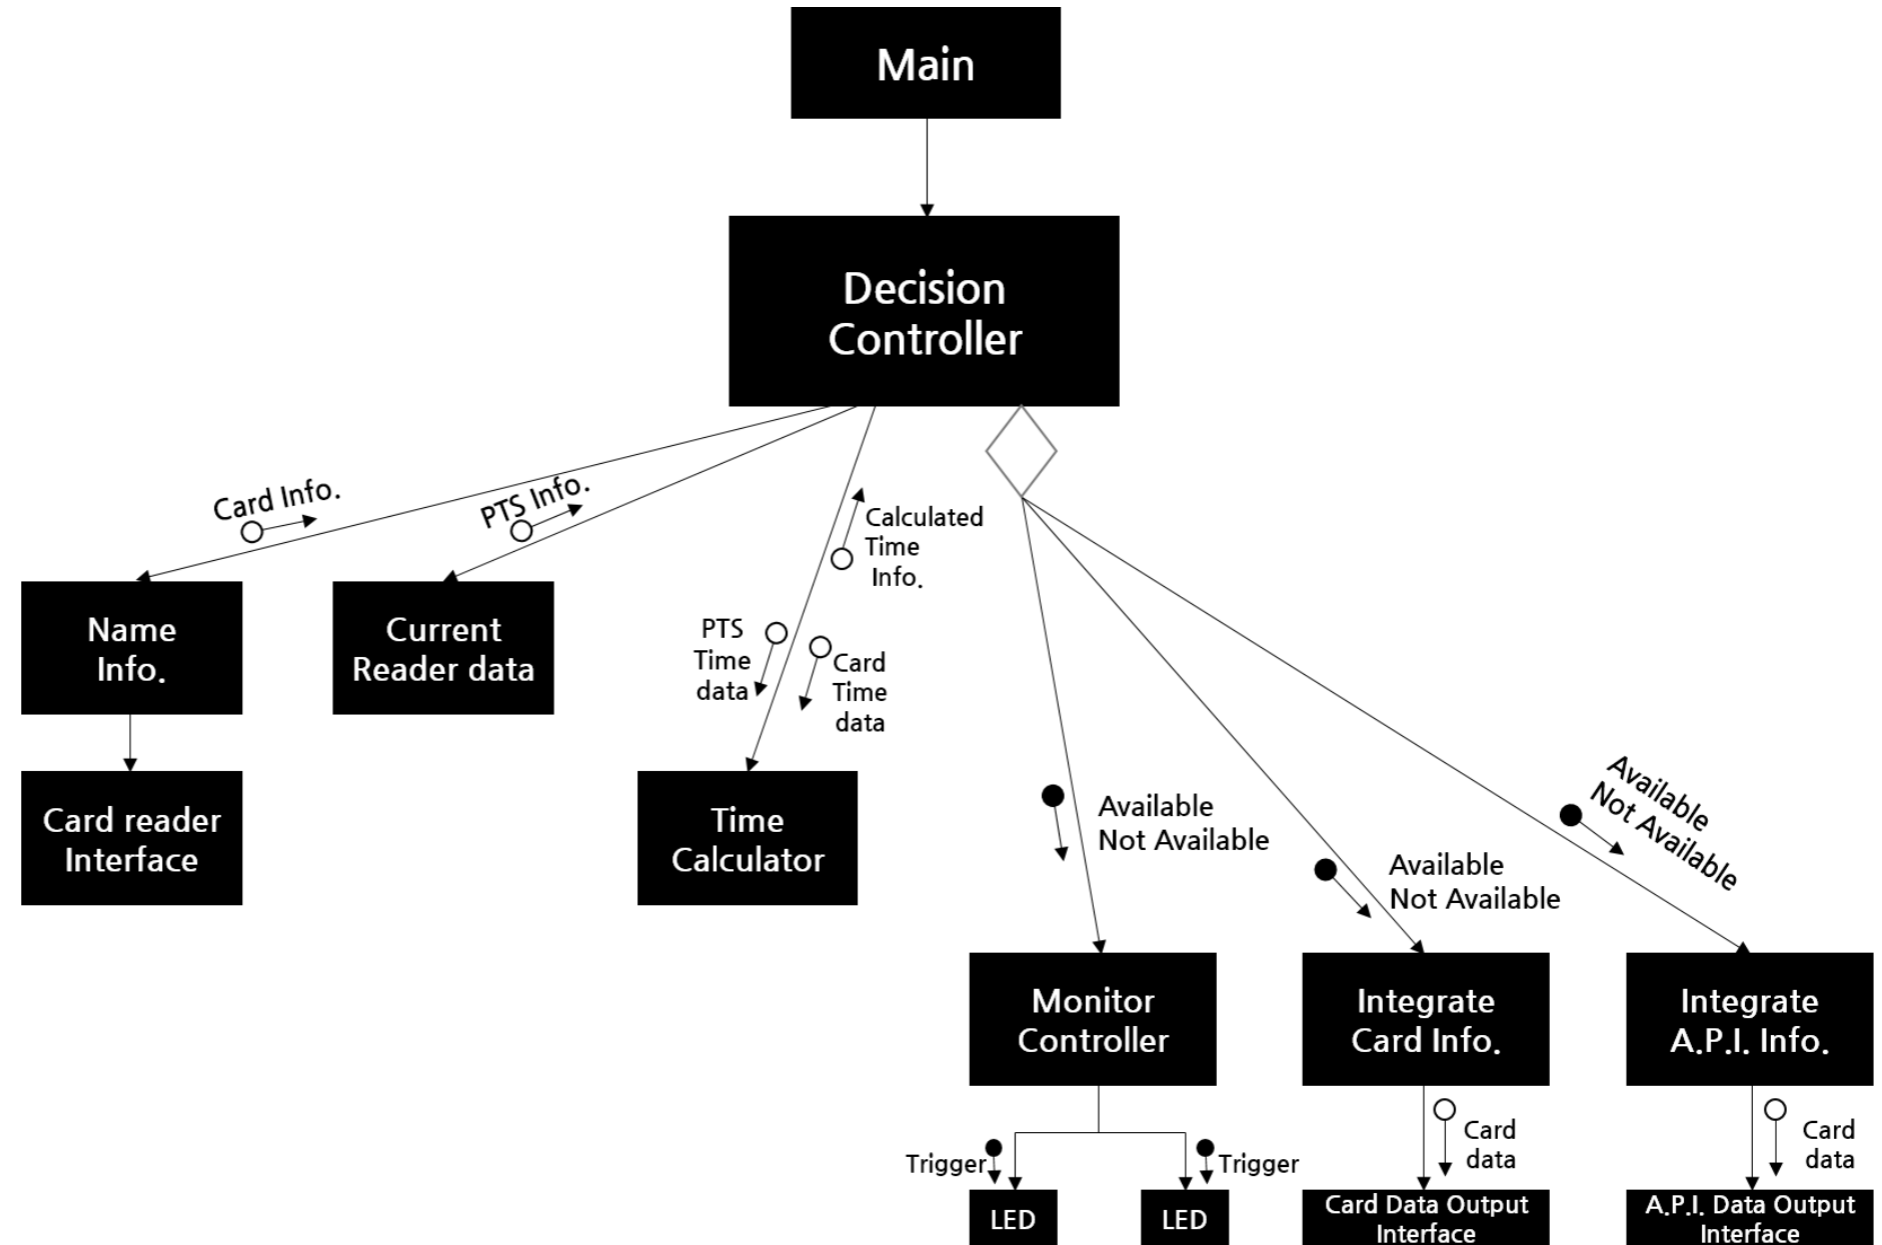 Main
Decision
Controller
Card Info.
PTS Info.
Calculated
Time
Info.
Name
Info.
Current
Reader data
PTS
Time
data
Card
Time
data
Card reader
Interface
Time
Calculator
Available
Not Available
Available
Not Available
Available
Not Available
Monitor
Controller
Integrate
Card Info.
Integrate
A.P.I. Info.
Trigger
Trigger
Card
data
Card
data
LED
LED
Card Data Output
Interface
A.P.I. Data Output
Interface